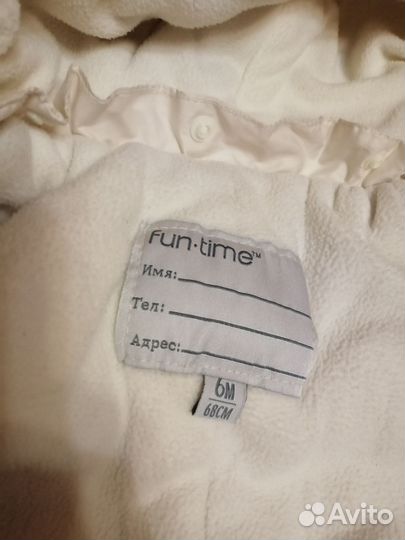 fun·time™
Имя:
Тел:
Адрес:
6M
68CM
Avito